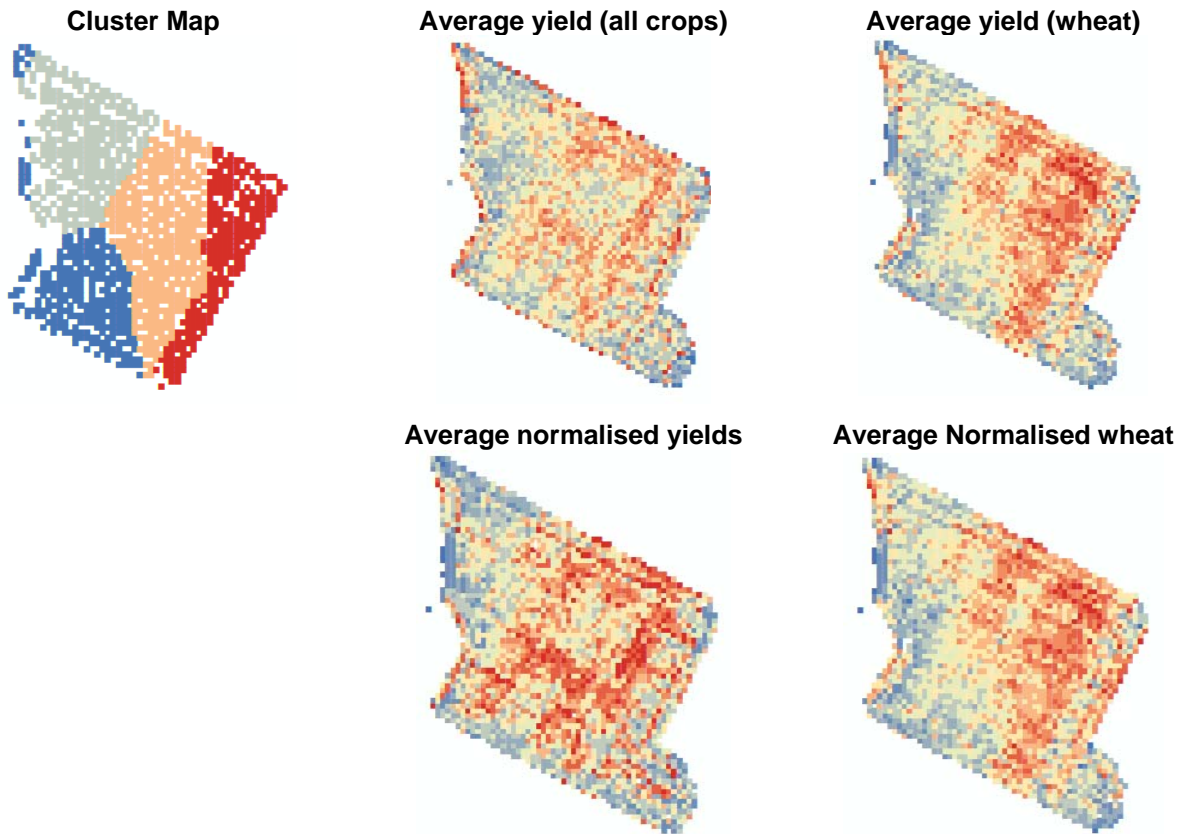 Cluster Map
Average yield (all crops)
Average yield (wheat)
Average normalised yields
Average Normalised wheat